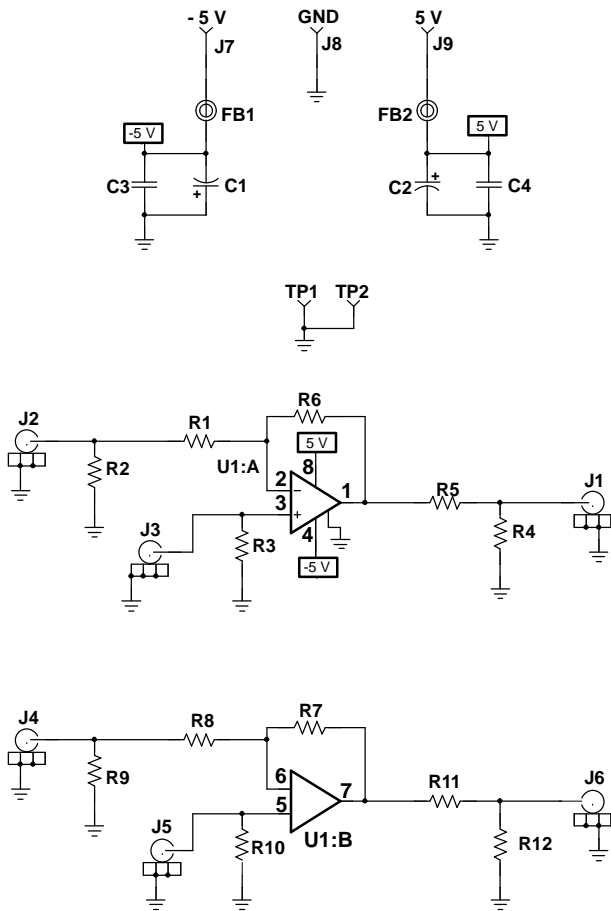 - 5 V GND 5 V
J7 J8 J9
FB1 FB2
-5 V 5 V
C3 C1 + C2 + C4
TP1 TP2
R6
J2 R1
5 V
U1:A 8
R2 2 − 1 R5 J1
3 +
J3 R3 4 R4
-5 V
R7
J4 R8
R9 6 7 R11 J6
5
J5 R10 U1:B R12